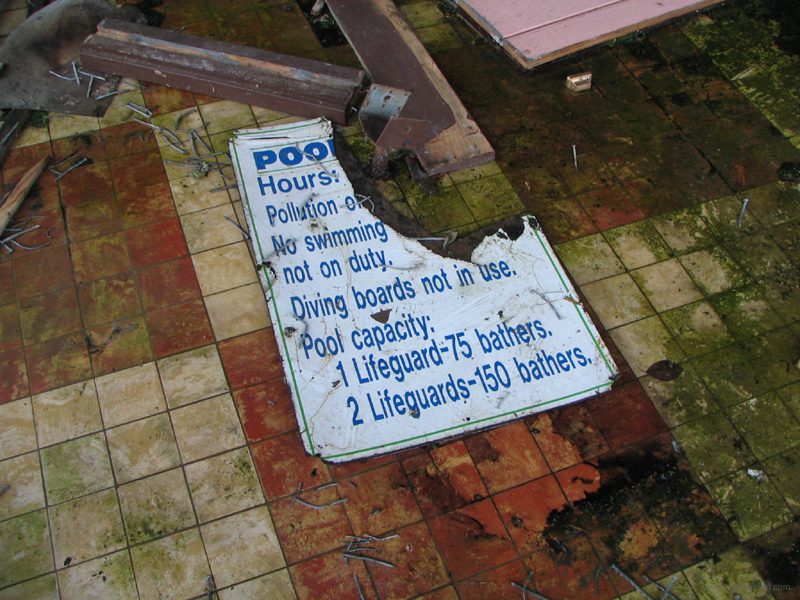 POOL
Hours:
Pollution
No swimming
not on duty.
Diving boards not in use.
Pool capacity:
1 Lifeguard-75 bathers.
2 Lifeguards-150 bathers.